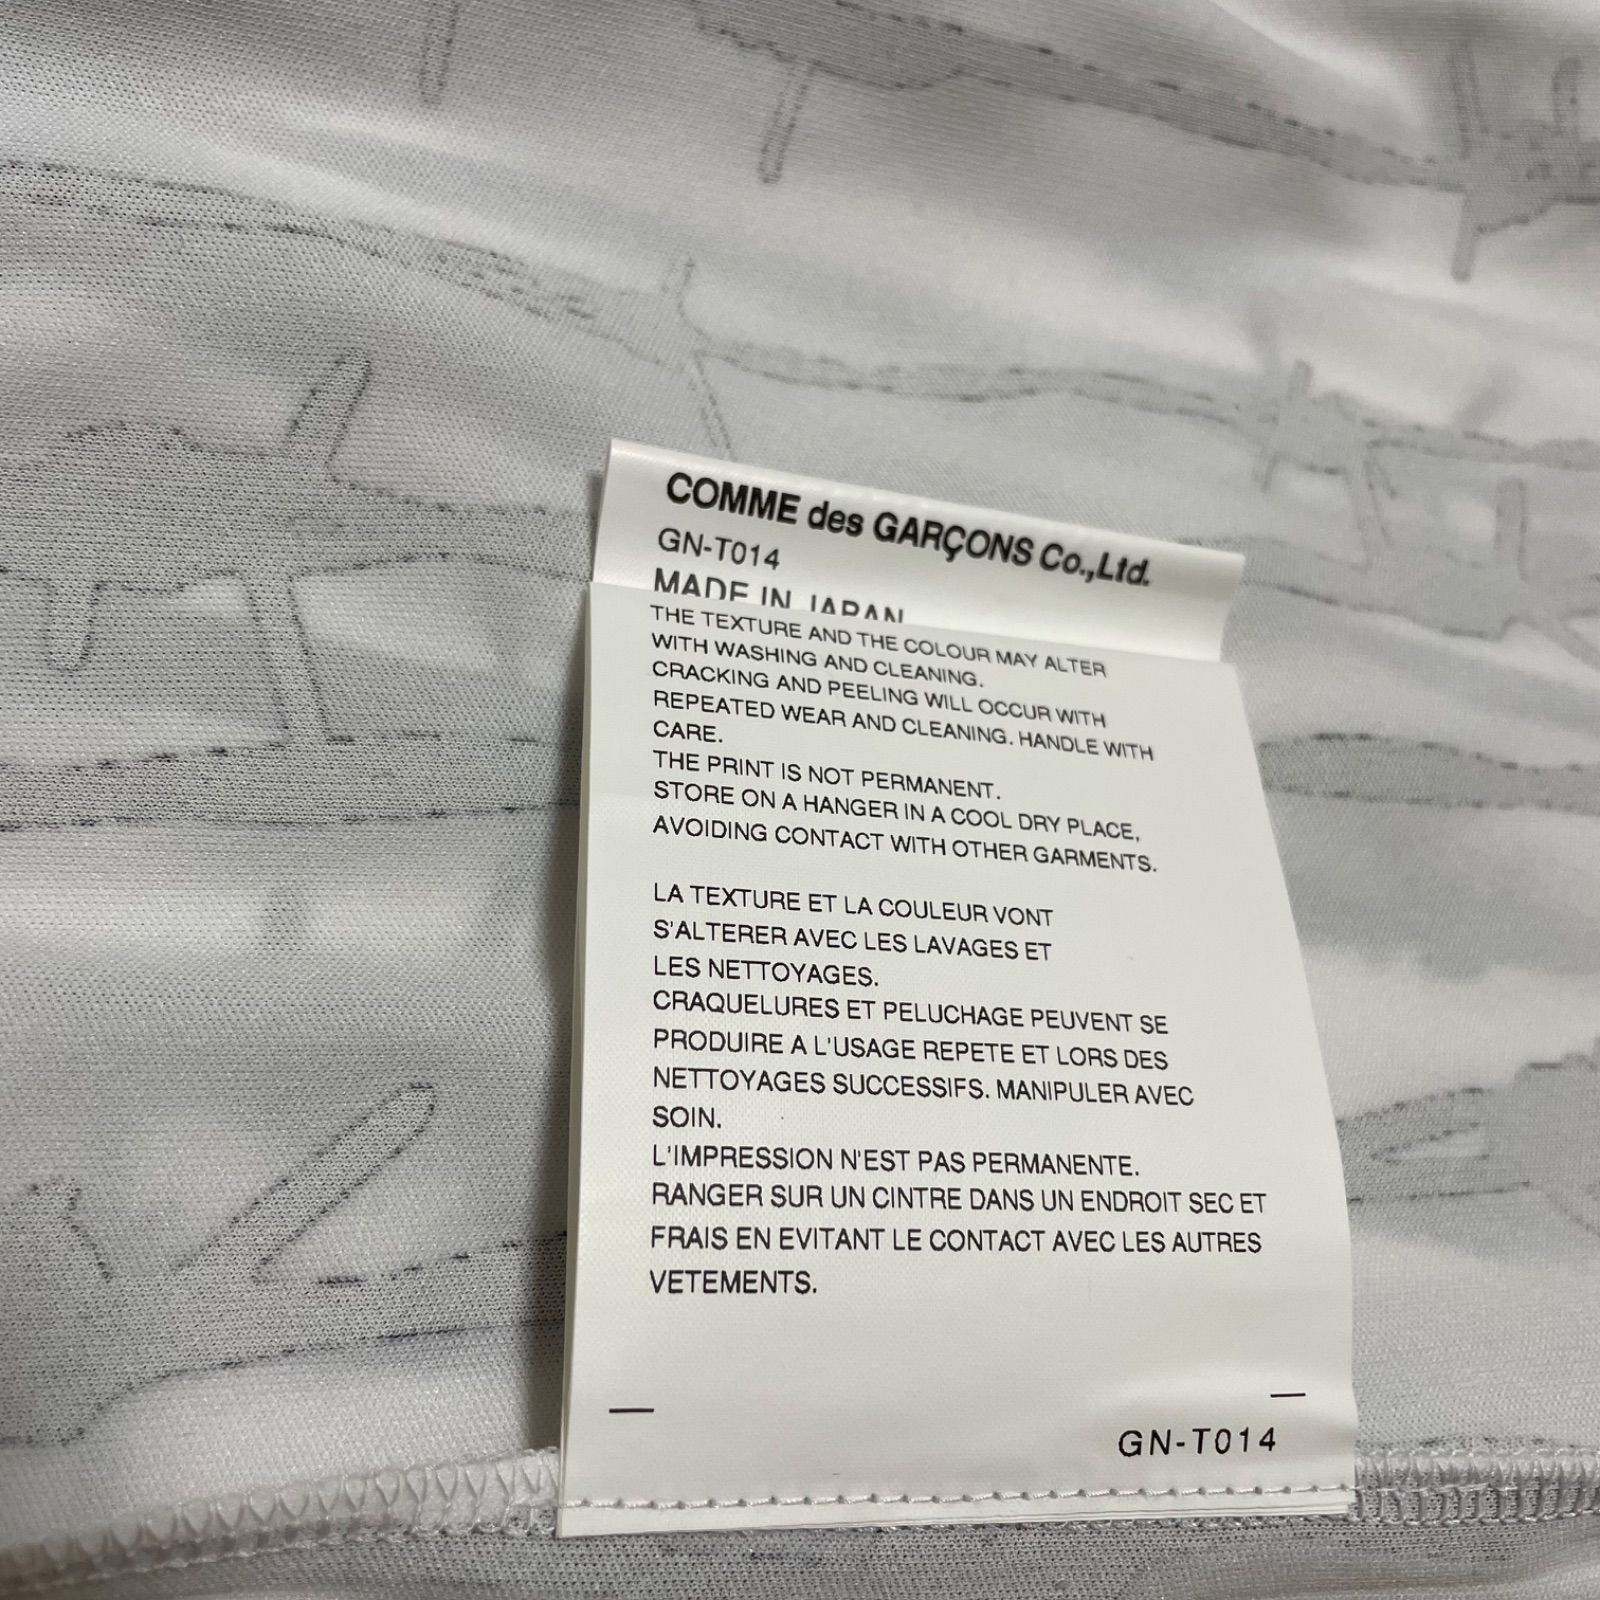 COMME des GARÇONS Co.,Ltd.
GN-T014
MADE IN JAPAN
THE TEXTURE AND THE COLOUR MAY ALTER
WITH WASHING AND CLEANING.
CRACKING AND PEELING WILL OCCUR WITH
REPEATED WEAR AND CLEANING. HANDLE WITH
CARE.
THE PRINT IS NOT PERMANENT.
STORE ON A HANGER IN A COOL DRY PLACE,
AVOIDING CONTACT WITH OTHER GARMENTS.
LA TEXTURE ET LA COULEUR VONT
S'ALTERER AVEC LES LAVAGES ET
LES NETTOYAGES.
CRAQUELURES ET PELUCHAGE PEUVENT SE
PRODUIRE A L'USAGE REPETE ET LORS DES
NETTOYAGES SUCCESSIFS. MANIPULER AVEC
SOIN.
L'IMPRESSION N'EST PAS PERMANENTE.
RANGER SUR UN CINTRE DANS UN ENDROIT SEC ET
FRAIS EN EVITANT LE CONTACT AVEC LES AUTRES
VETEMENTS.
GN-T014